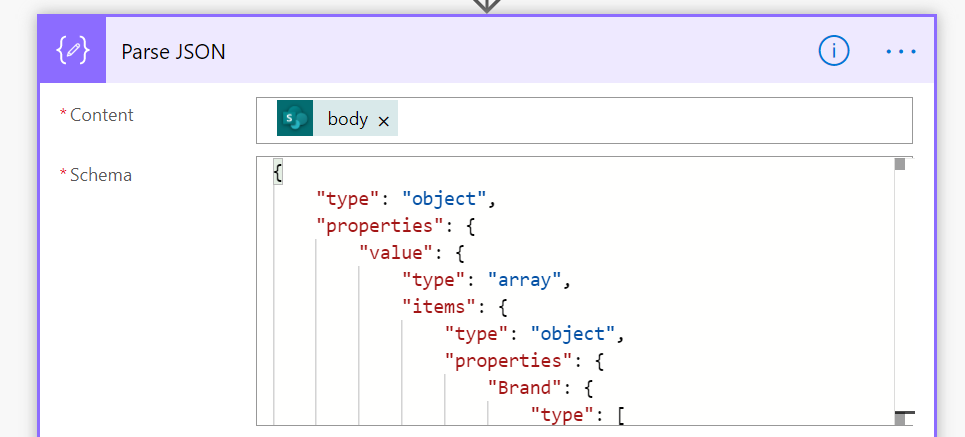 Parse JSON
* Content
body ×
* Schema
{
    "type": "object",
    "properties": {
        "value": {
            "type": "array",
            "items": {
                "type": "object",
                "properties": {
                    "Brand": {
                        "type": [